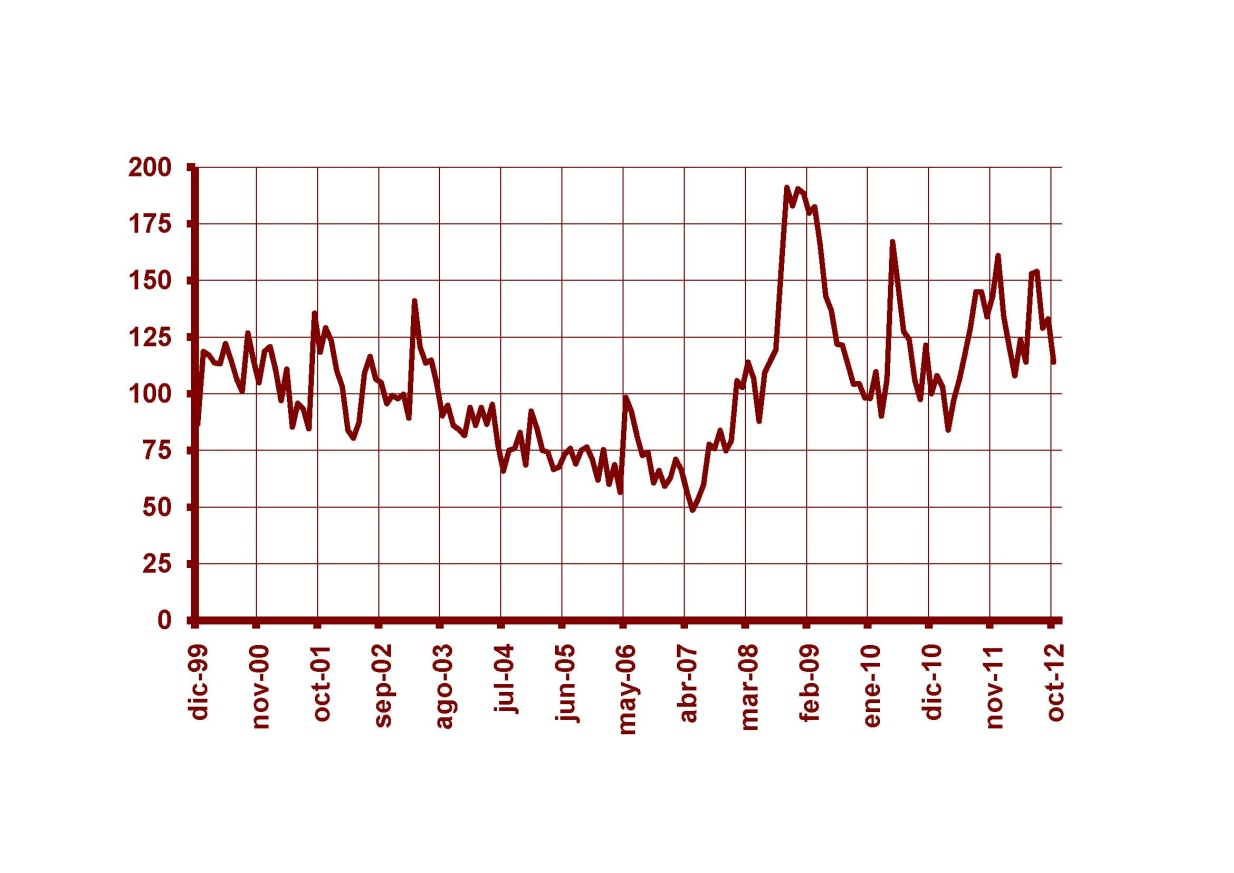 200
175
150
125
100
75
50
25
0
dic-99
nov-00
oct-01
sep-02
ago-03
jul-04
jun-05
may-06
abr-07
mar-08
feb-09
ene-10
dic-10
nov-11
oct-12